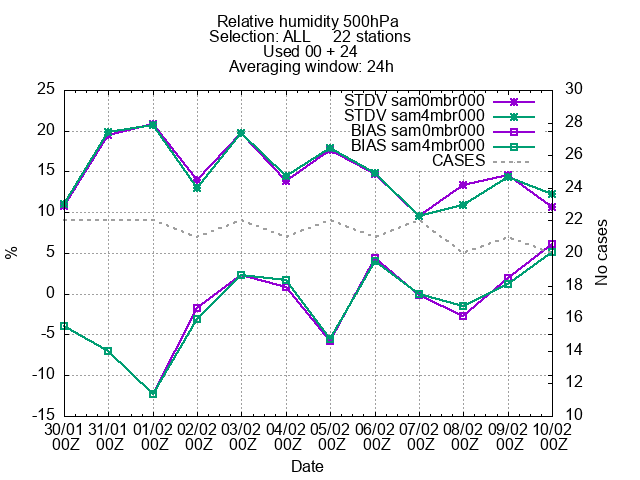 Relative humidity 500hPa
Selection: ALL 22 stations
Used 00 + 24
Averaging window: 24h
STDV sam0mbr000
STDV sam4mbr000
BIAS sam0mbr000
BIAS sam4mbr000
CASES
25
20
15
10
5
0
-5
-10
-15
%
30
28
26
24
22
20
18
16
14
12
10
No cases
30/01 31/01 01/02 02/02 03/02 04/02 05/02 06/02 07/02 08/02 09/02 10/02
00Z 00Z 00Z 00Z 00Z 00Z 00Z 00Z 00Z 00Z 00Z 00Z
Date